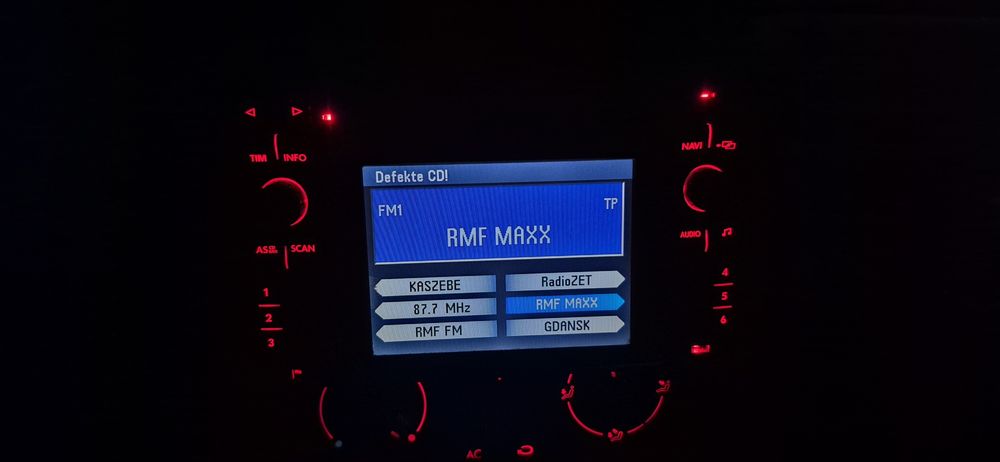 TIM INFO
NAVI
Defekte CD!
FM1 TP
RMF MAXX
AS SCAN
AUDIO
KASZEBE RadioZET
87.7 MHz RMF MAXX
RMF FM GDANSK
1
2
3
4
5
6
AC